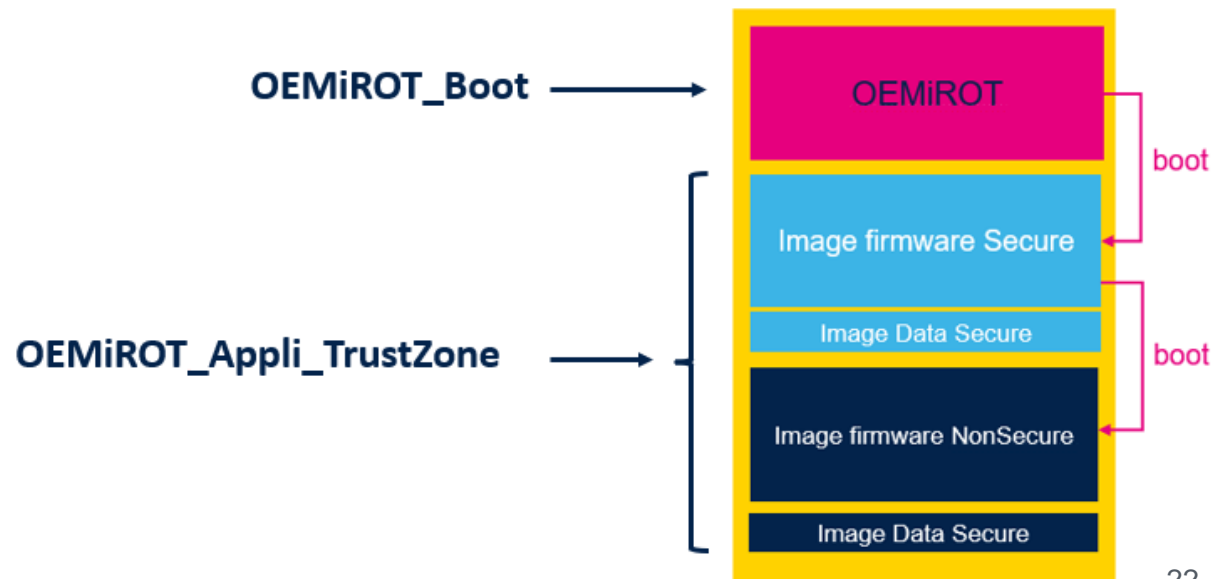 OEMiROT_Boot
OEMiROT
boot
Image firmware Secure
Image Data Secure
boot
OEMiROT_Appli_TrustZone
Image firmware NonSecure
Image Data Secure